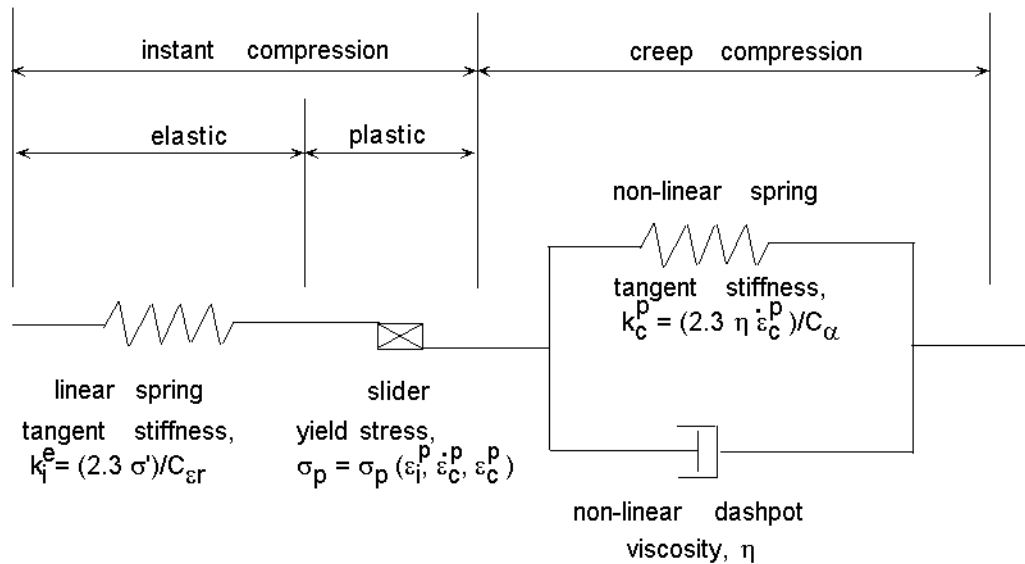 instant compression
creep compression
elastic
plastic
non-linear spring
tangent stiffness,
k_c^p = (2.3 η ε̇_c^p)/C_α
linear spring
tangent stiffness,
k_i^e = (2.3 σ')/C_εr
slider
yield stress,
σ_p = σ_p (ε_i^p, ε̇_c^p, ε_c^p)
non-linear dashpot
viscosity, η